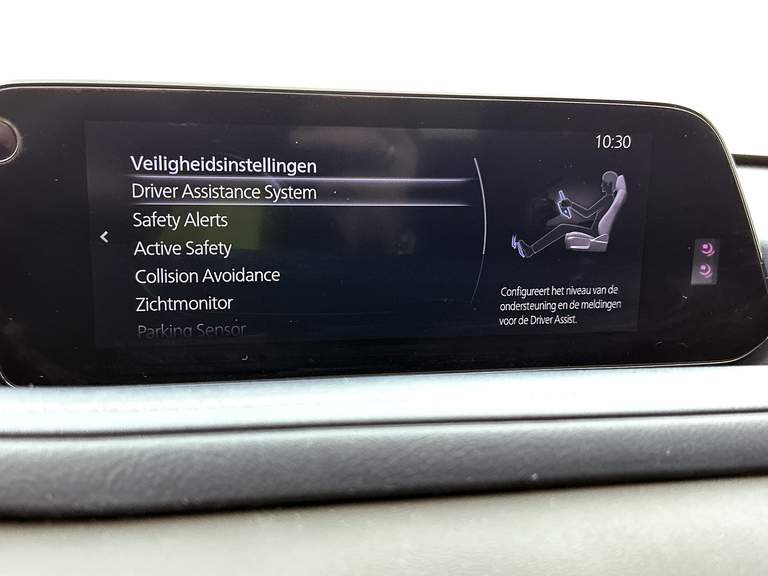 10:30
Veiligheidsinstellingen
Driver Assistance System
Safety Alerts
Active Safety
Collision Avoidance
Zichtmonitor
Parking Sensor
Configureert het niveau van de
ondersteuning en de meldingen
voor de Driver Assist.